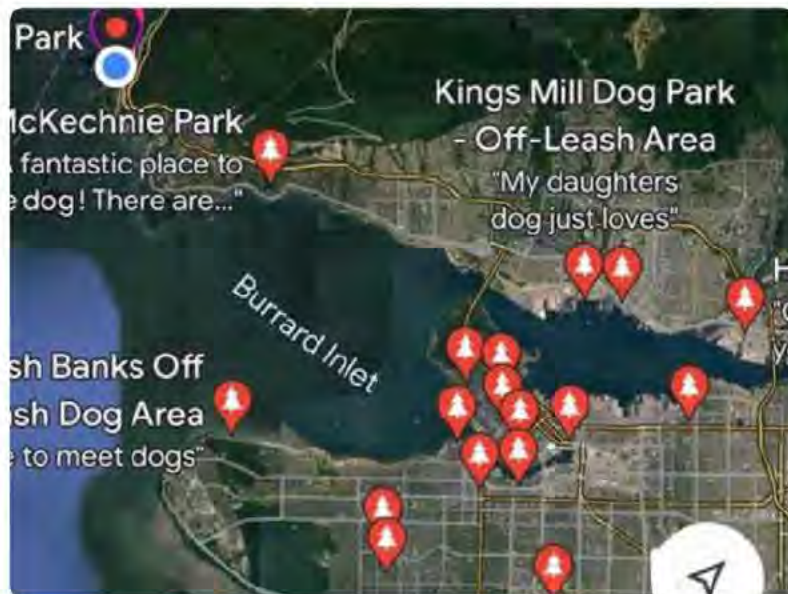 Park
McKechnie Park
fantastic place to
e dog! There are..."
Kings Mill Dog Park
- Off-Leash Area
"My daughters
dog just loves"
Burrard Inlet
sh Banks Off
sh Dog Area
e to meet dogs"
H
"
y